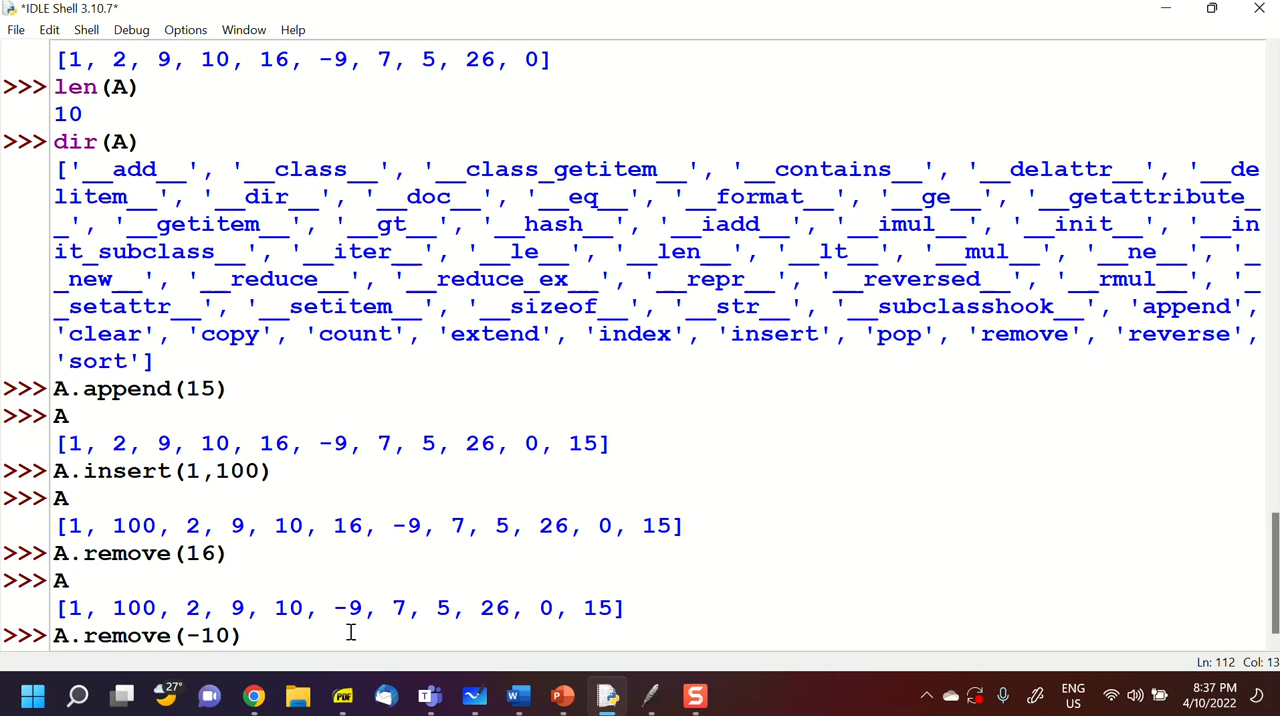 *IDLE Shell 3.10.7*
File Edit Shell Debug Options Window Help
[1, 2, 9, 10, 16, -9, 7, 5, 26, 0]
>>> len(A)
10
>>> dir(A)
['__add__', '__class__', '__class_getitem__', '__contains__', '__delattr__', '__de
litem__', '__dir__', '__doc__', '__eq__', '__format__', '__ge__', '__getattribute_
_', '__getitem__', '__gt__', '__hash__', '__iadd__', '__imul__', '__init__', '__in
it_subclass__', '__iter__', '__le__', '__len__', '__lt__', '__mul__', '__ne__', '_
_new__', '__reduce__', '__reduce_ex__', '__repr__', '__reversed__', '__rmul__', '_
_setattr__', '__setitem__', '__sizeof__', '__str__', '__subclasshook__', 'append',
'clear', 'copy', 'count', 'extend', 'index', 'insert', 'pop', 'remove', 'reverse',
'sort']
>>> A.append(15)
>>> A
[1, 2, 9, 10, 16, -9, 7, 5, 26, 0, 15]
>>> A.insert(1,100)
>>> A
[1, 100, 2, 9, 10, 16, -9, 7, 5, 26, 0, 15]
>>> A.remove(16)
>>> A
[1, 100, 2, 9, 10, -9, 7, 5, 26, 0, 15]
>>> A.remove(-10)
Ln: 112 Col: 13
27°
PDF
W
P
S
ENG
US
8:37 PM
4/10/2022